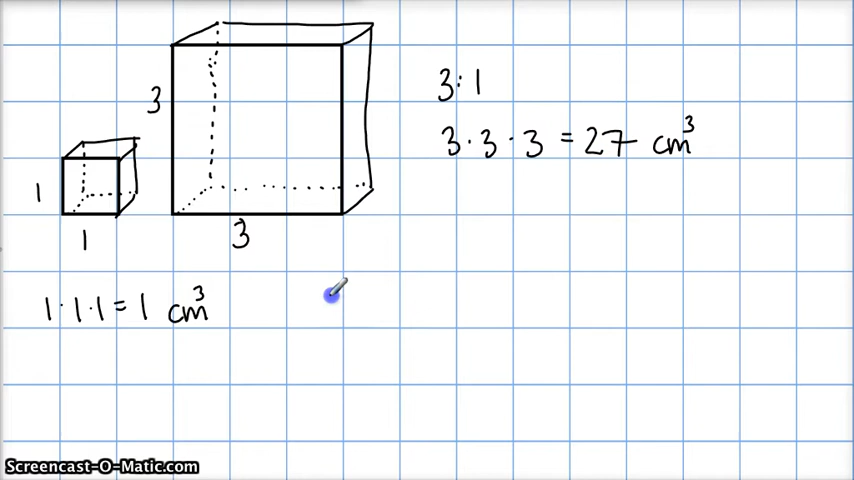 3:1
3
3·3·3 = 27 cm³
1
1
3
1·1·1 = 1 cm³
Screencast-O-Matic.com